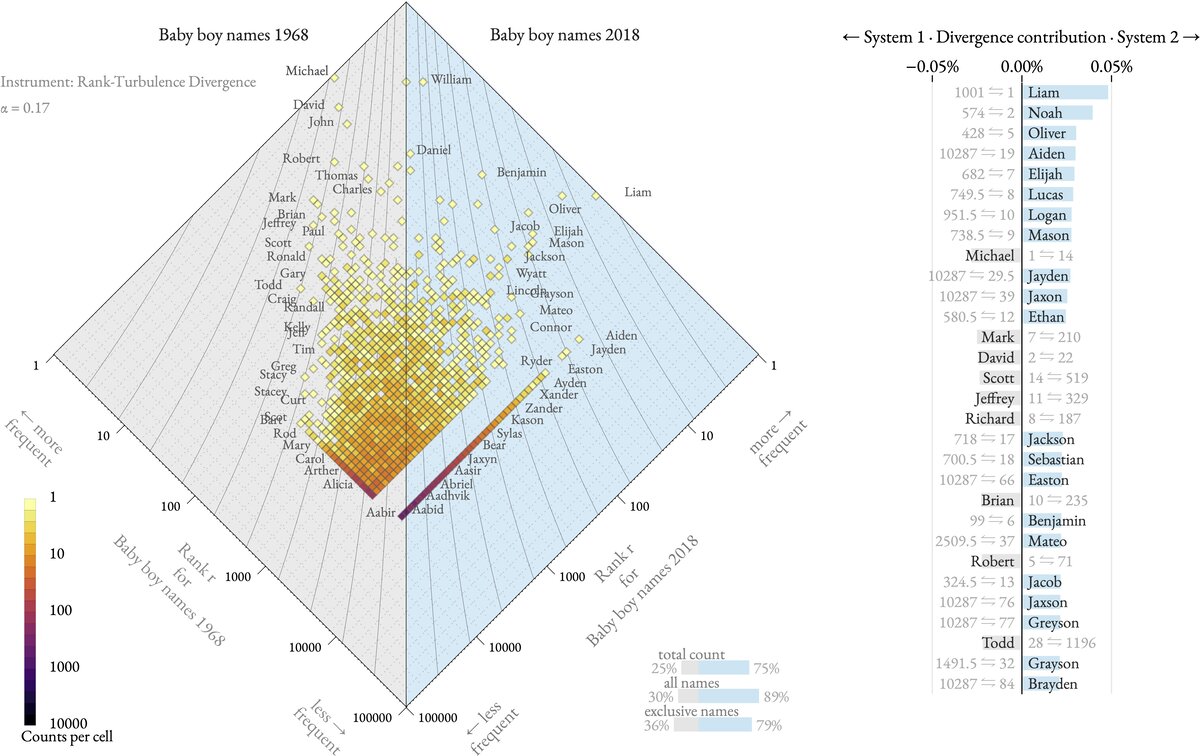 Baby boy names 1968
Baby boy names 2018
Instrument: Rank-Turbulence Divergence
α = 0.17
Michael
William
David
John
Daniel
Robert
Thomas
Charles
Benjamin
Liam
Mark
Oliver
Brian
Jeffrey
Paul
Jacob
Elijah
Mason
Scott
Ronald
Jackson
Gary
Wyatt
Todd
Lincoln
Grayson
Craig
Randall
Mateo
Kelly
Jeff
Connor
Aiden
Tim
Jayden
Ryder
Greg
Easton
Stacy
Ayden
Stacey
Xander
Curt
Zander
Scot
Bart
Kason
Rod
Sylas
Mary
Bear
Carol
Jaxyn
Arther
Aasir
Alicia
Abriel
Aadhvik
Aabir
Aabid
1
10
100
1000
10000
100000
1
10
100
1000
10000
100000
← more
frequent
more →
frequent
less →
frequent
← less
frequent
Rank r
for
Baby boy names 1968
Rank r
for
Baby boy names 2018
1
10
100
1000
10000
Counts per cell
total count
25% 75%
all names
30% 89%
exclusive names
36% 79%
← System 1 · Divergence contribution · System 2 →
−0.05% 0.00% 0.05%
1001 ⇋ 1 Liam
574 ⇋ 2 Noah
428 ⇋ 5 Oliver
10287 ⇋ 19 Aiden
682 ⇋ 7 Elijah
749.5 ⇋ 8 Lucas
951.5 ⇋ 10 Logan
738.5 ⇋ 9 Mason
Michael 1 ⇋ 14
10287 ⇋ 29.5 Jayden
10287 ⇋ 39 Jaxon
580.5 ⇋ 12 Ethan
Mark 7 ⇋ 210
David 2 ⇋ 22
Scott 14 ⇋ 519
Jeffrey 11 ⇋ 329
Richard 8 ⇋ 187
718 ⇋ 17 Jackson
700.5 ⇋ 18 Sebastian
10287 ⇋ 66 Easton
Brian 10 ⇋ 235
99 ⇋ 6 Benjamin
2509.5 ⇋ 37 Mateo
Robert 5 ⇋ 71
324.5 ⇋ 13 Jacob
10287 ⇋ 76 Jaxson
10287 ⇋ 77 Greyson
Todd 28 ⇋ 1196
1491.5 ⇋ 32 Grayson
10287 ⇋ 84 Brayden